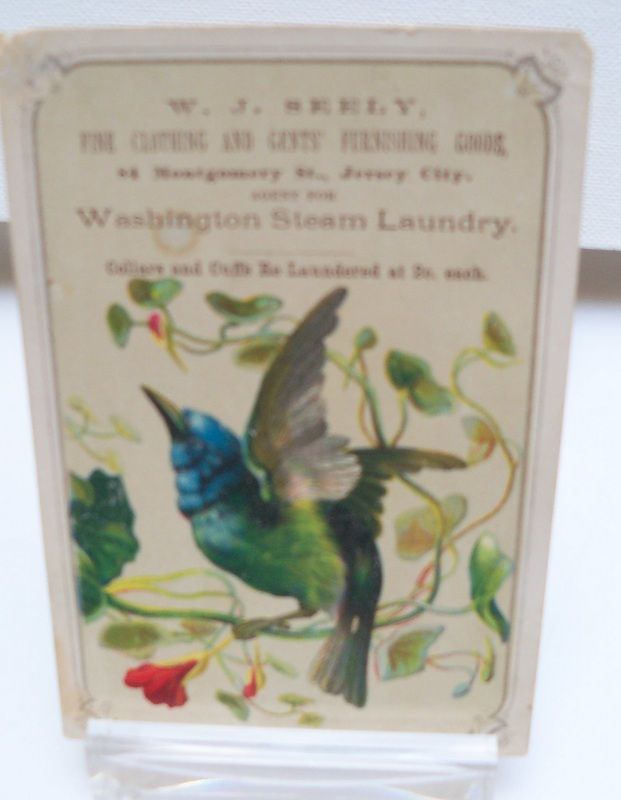 W. J. SEELY,
FINE CLOTHING AND GENTS' FURNISHING GOODS,
Montgomery St., Jersey City.
AGENT FOR
Washington Steam Laundry.
Collars and Cuffs Re Laundered at each.